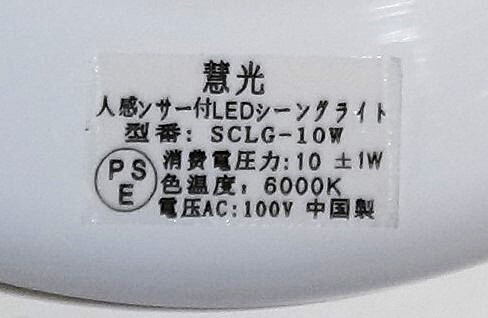 慧光
人感ンサー付LEDシーングライト
型番: SCLG-10W
消費電圧力:10 ±1W
PS
E
色温度: 6000K
電压AC:100V 中国製